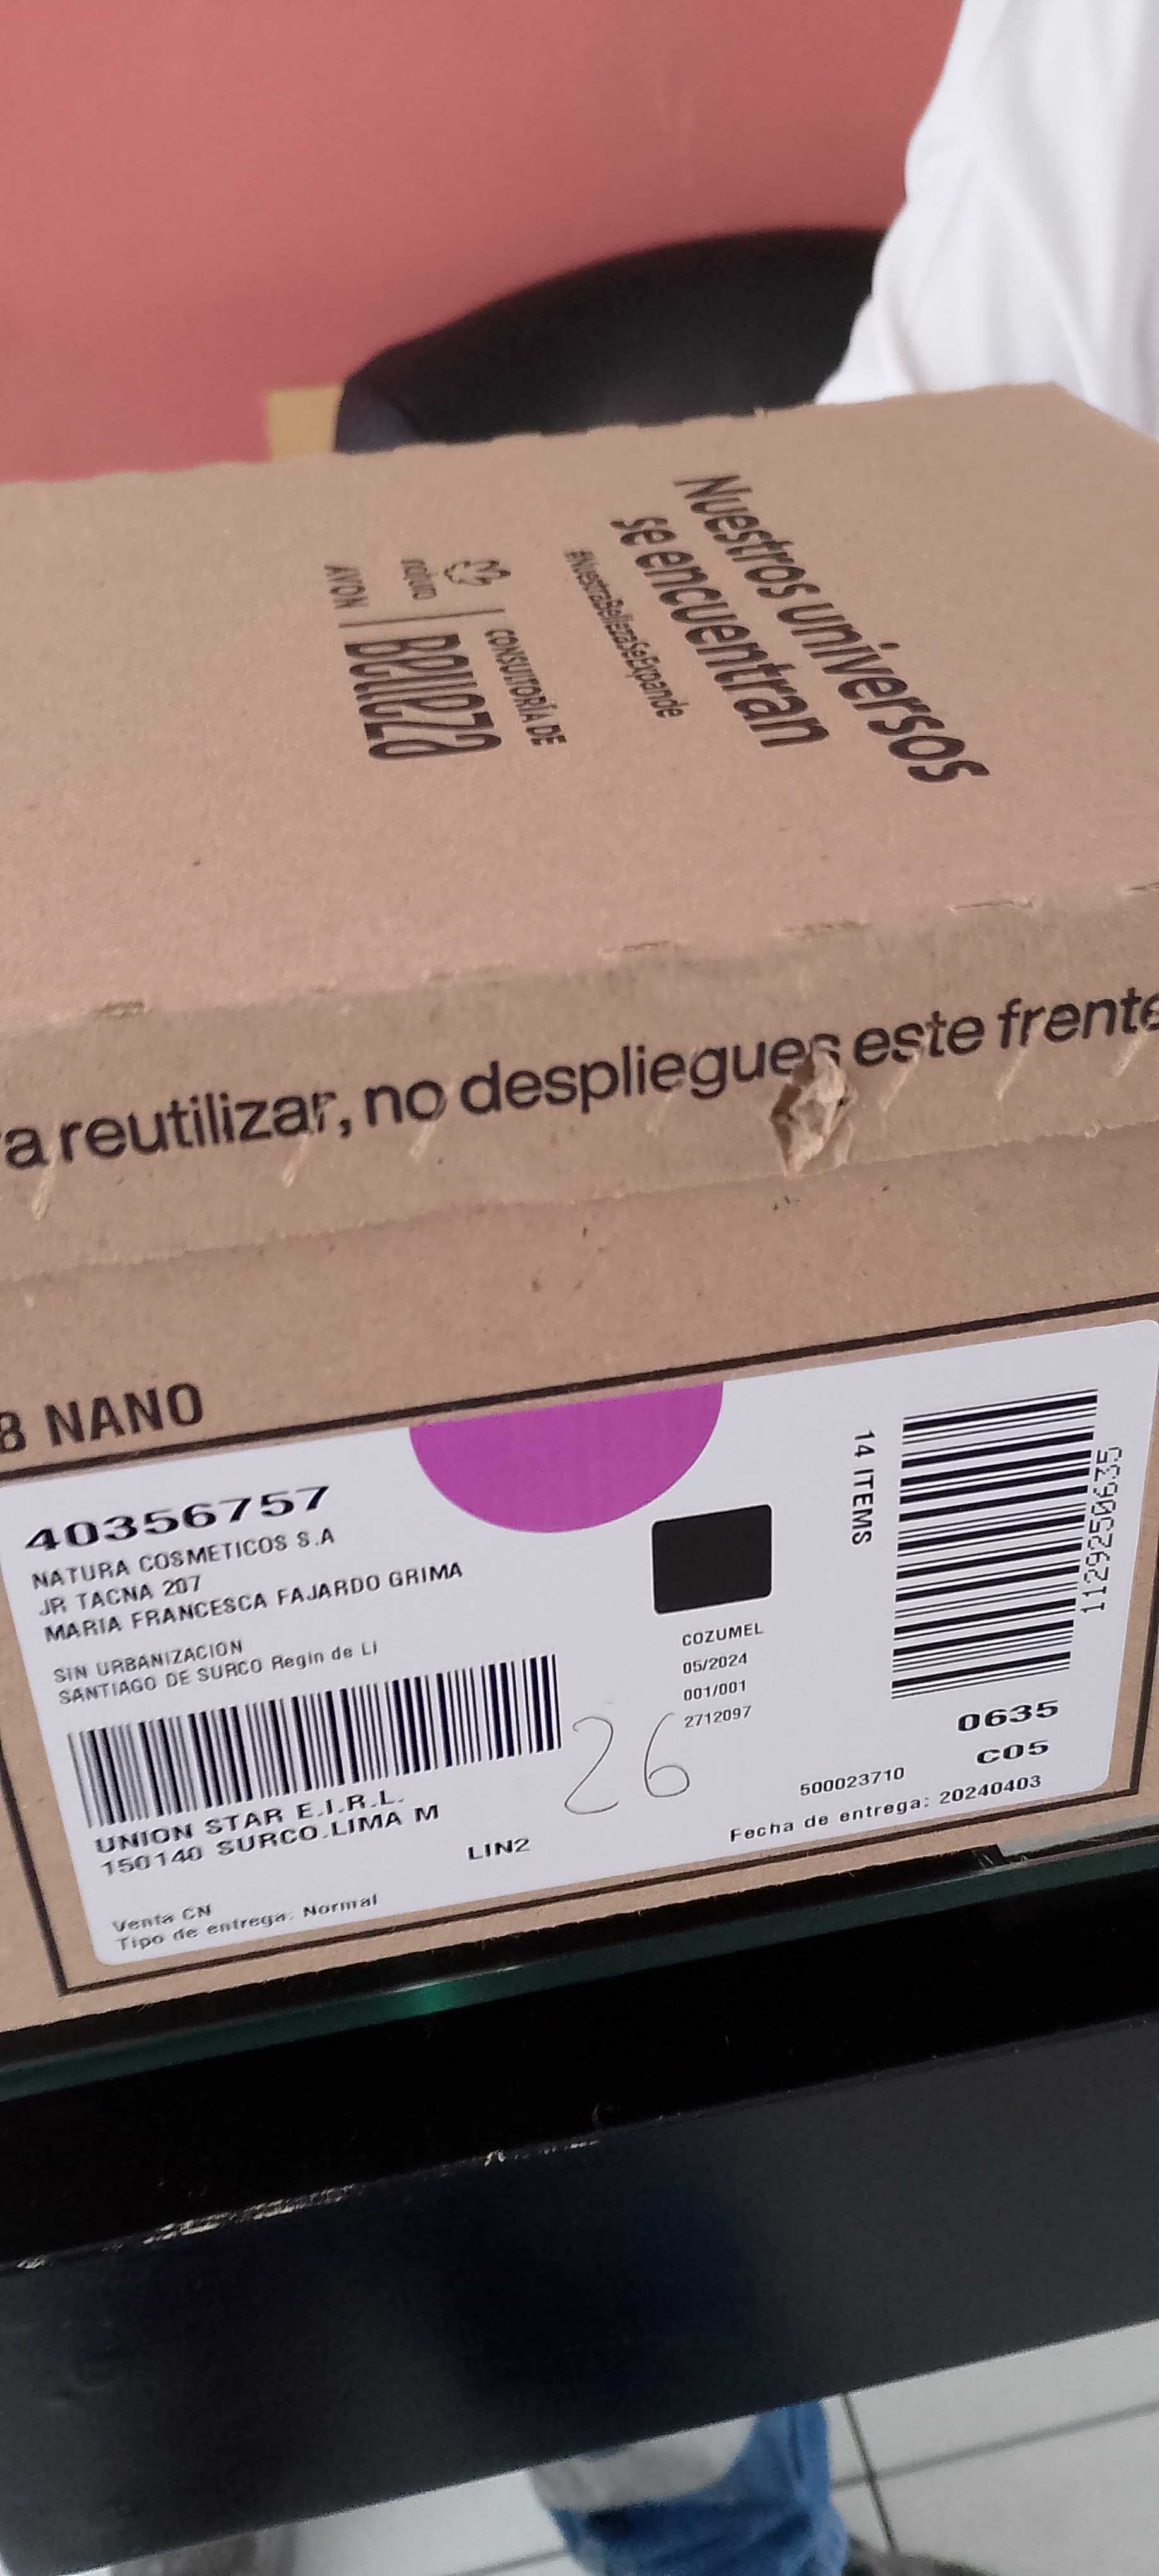 Nuestros universos
se encuentran
#NuestraBellezaSeExpande
CONSULTORÍA DE
Belleza
natura
AVON
a reutilizar, no despliegues este frente
8 NANO
40356757
NATURA COSMETICOS S.A
JR TACNA 207
MARIA FRANCESCA FAJARDO GRIMA
SIN URBANIZACION
SANTIAGO DE SURCO Regin de LI
UNION STAR E.I.R.L.
150140 SURCO.LIMA M
LIN2
Venta CN
Tipo de entrega: Normal
26
COZUMEL
05/2024
001/001
2712097
14 ITEMS
1129250635
0635
C05
500023710
Fecha de entrega: 20240403